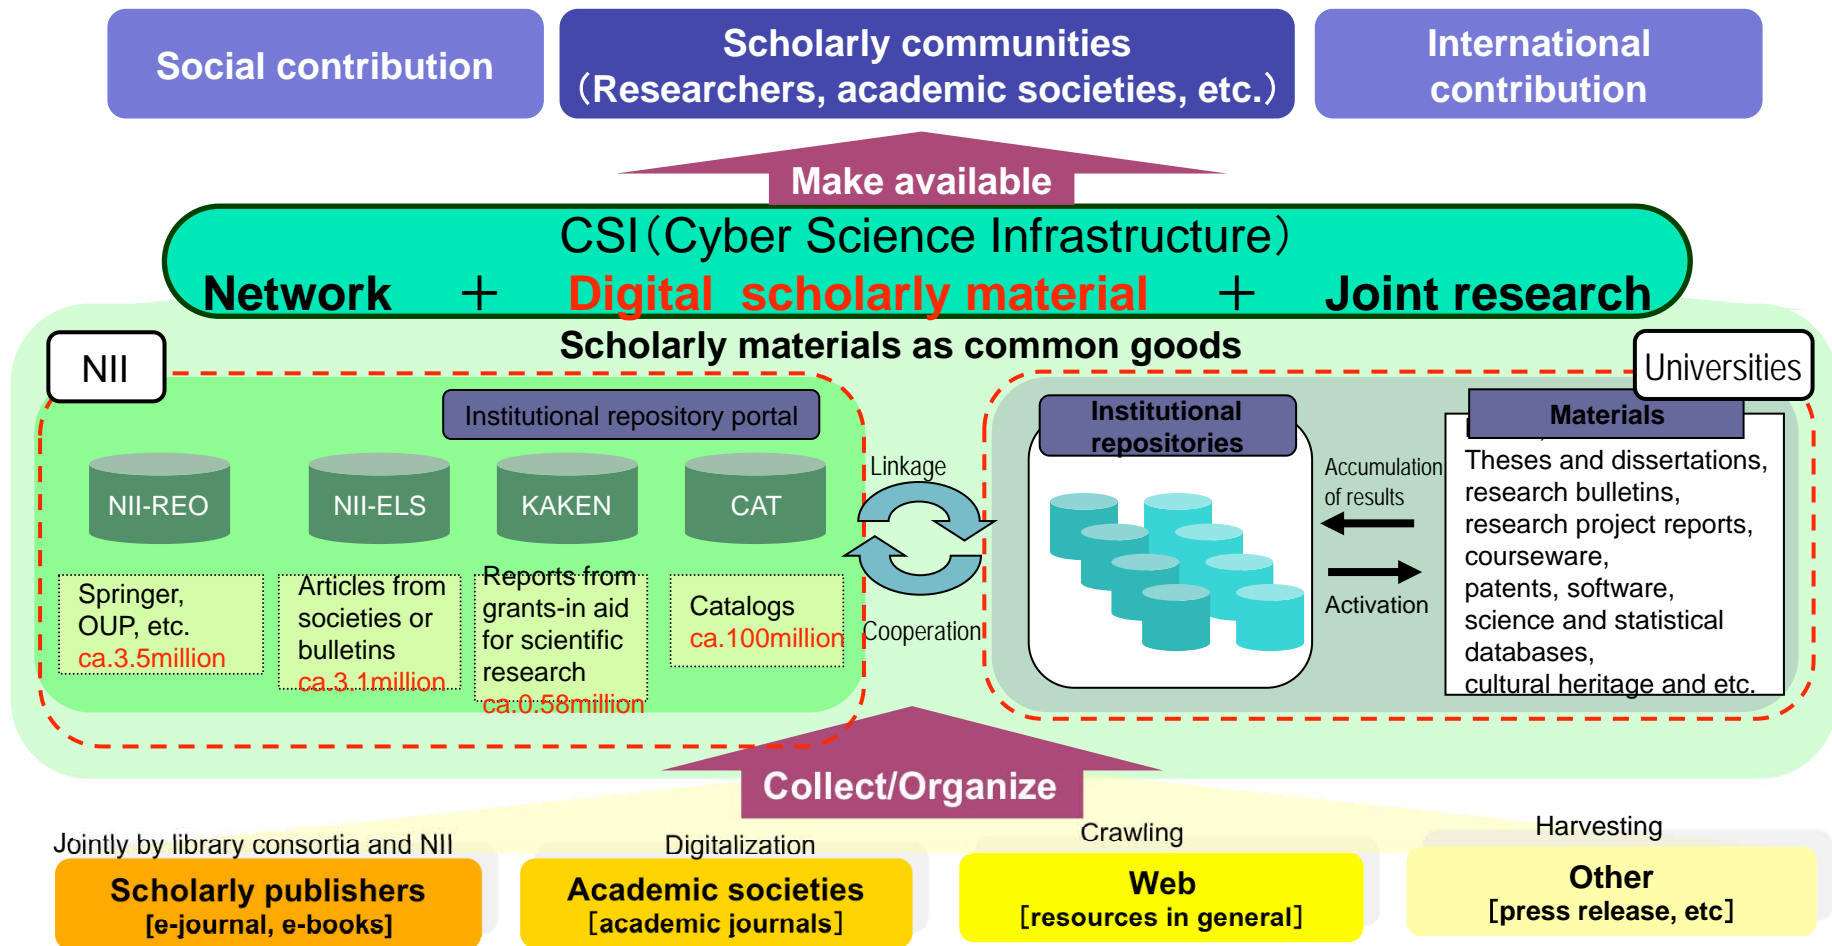 Social contribution
Scholarly communities
（Researchers, academic societies, etc.）
International
contribution
Make available
CSI（Cyber Science Infrastructure）
Network + Digital scholarly material + Joint research
Scholarly materials as common goods
NII
Institutional repository portal
NII-REO
NII-ELS
KAKEN
CAT
Springer,
OUP, etc.
ca.3.5million
Articles from
societies or
bulletins
ca.3.1million
Reports from
grants-in aid
for scientific
research
ca.0.58million
Catalogs
ca.100million
Linkage
Cooperation
Universities
Institutional
repositories
Accumulation
of results
Activation
Materials
Theses and dissertations,
research bulletins,
research project reports,
courseware,
patents, software,
science and statistical
databases,
cultural heritage and etc.
Collect/Organize
Jointly by library consortia and NII
Scholarly publishers
[e-journal, e-books]
Digitalization
Academic societies
［academic journals］
Crawling
Web
［resources in general］
Harvesting
Other
［press release, etc］